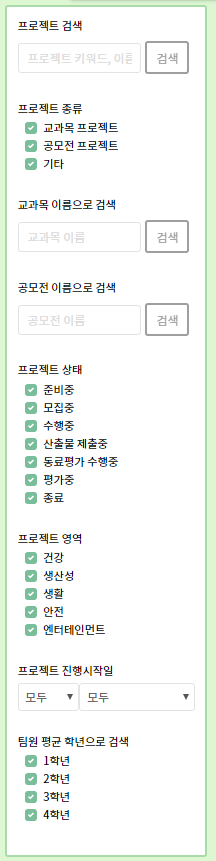 프로젝트 검색
프로젝트 키워드, 이름
검색
프로젝트 종류
교과목 프로젝트
공모전 프로젝트
기타
교과목 이름으로 검색
교과목 이름
검색
공모전 이름으로 검색
공모전 이름
검색
프로젝트 상태
준비중
모집중
수행중
산출물 제출중
동료평가 수행중
평가중
종료
프로젝트 영역
건강
생산성
생활
안전
엔터테인먼트
프로젝트 진행시작일
모두 모두
팀원 평균 학년으로 검색
1학년
2학년
3학년
4학년